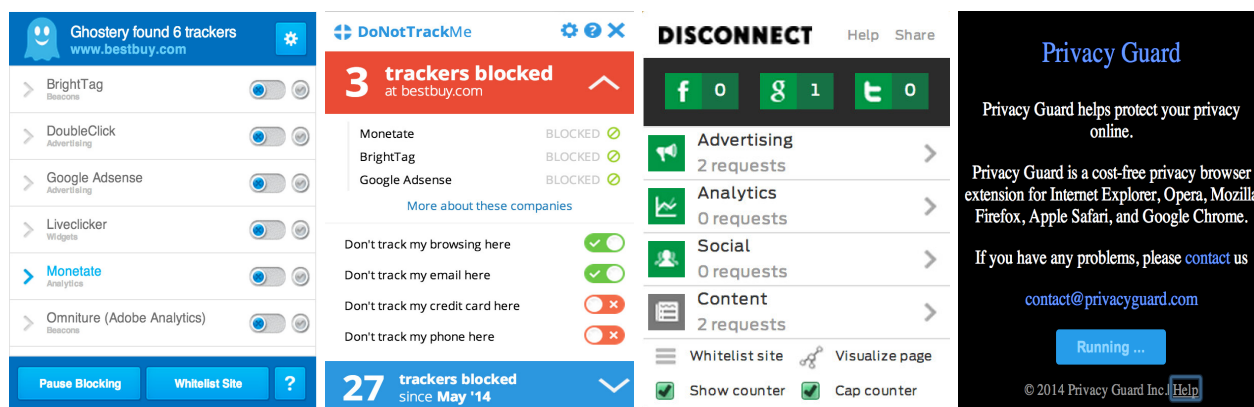 Ghostery found 6 trackers
www.bestbuy.com
BrightTag
Beacons
DoubleClick
Advertising
Google Adsense
Advertising
Liveclicker
Widgets
Monetate
Analytics
Omniture (Adobe Analytics)
Beacons
Pause Blocking
Whitelist Site
?
DoNotTrackMe
3 trackers blocked
at bestbuy.com
Monetate BLOCKED
BrightTag BLOCKED
Google Adsense BLOCKED
More about these companies
Don't track my browsing here
Don't track my email here
Don't track my credit card here
Don't track my phone here
27 trackers blocked
since May '14
DISCONNECT Help Share
f 0 g 1 t 0
Advertising
2 requests
Analytics
0 requests
Social
0 requests
Content
2 requests
Whitelist site Visualize page
Show counter Cap counter
Privacy Guard
Privacy Guard helps protect your privacy
online.
Privacy Guard is a cost-free privacy browser
extension for Internet Explorer, Opera, Mozilla
Firefox, Apple Safari, and Google Chrome.
If you have any problems, please contact us
contact@privacyguard.com
Running ...
© 2014 Privacy Guard Inc.| Help